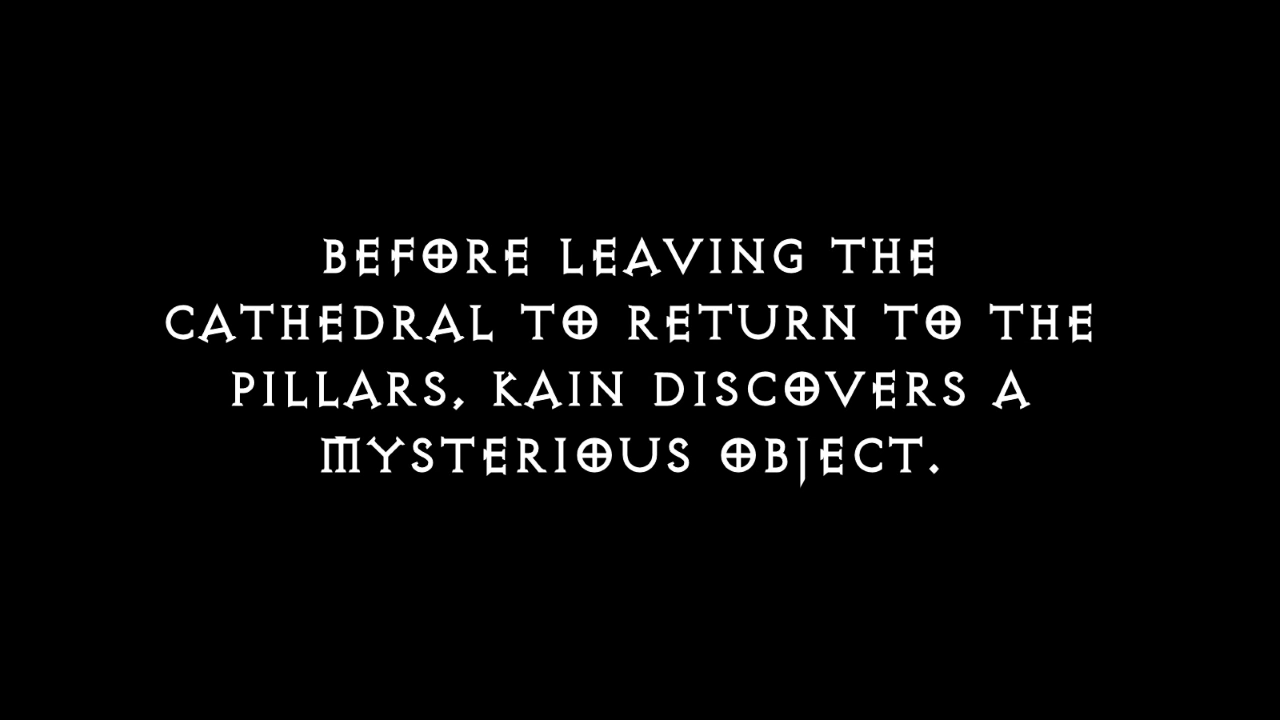 BEFORE LEAVING THE
CATHEDRAL TO RETURN TO THE
PILLARS, KAIN DISCOVERS A
MYSTERIOUS OBJECT.